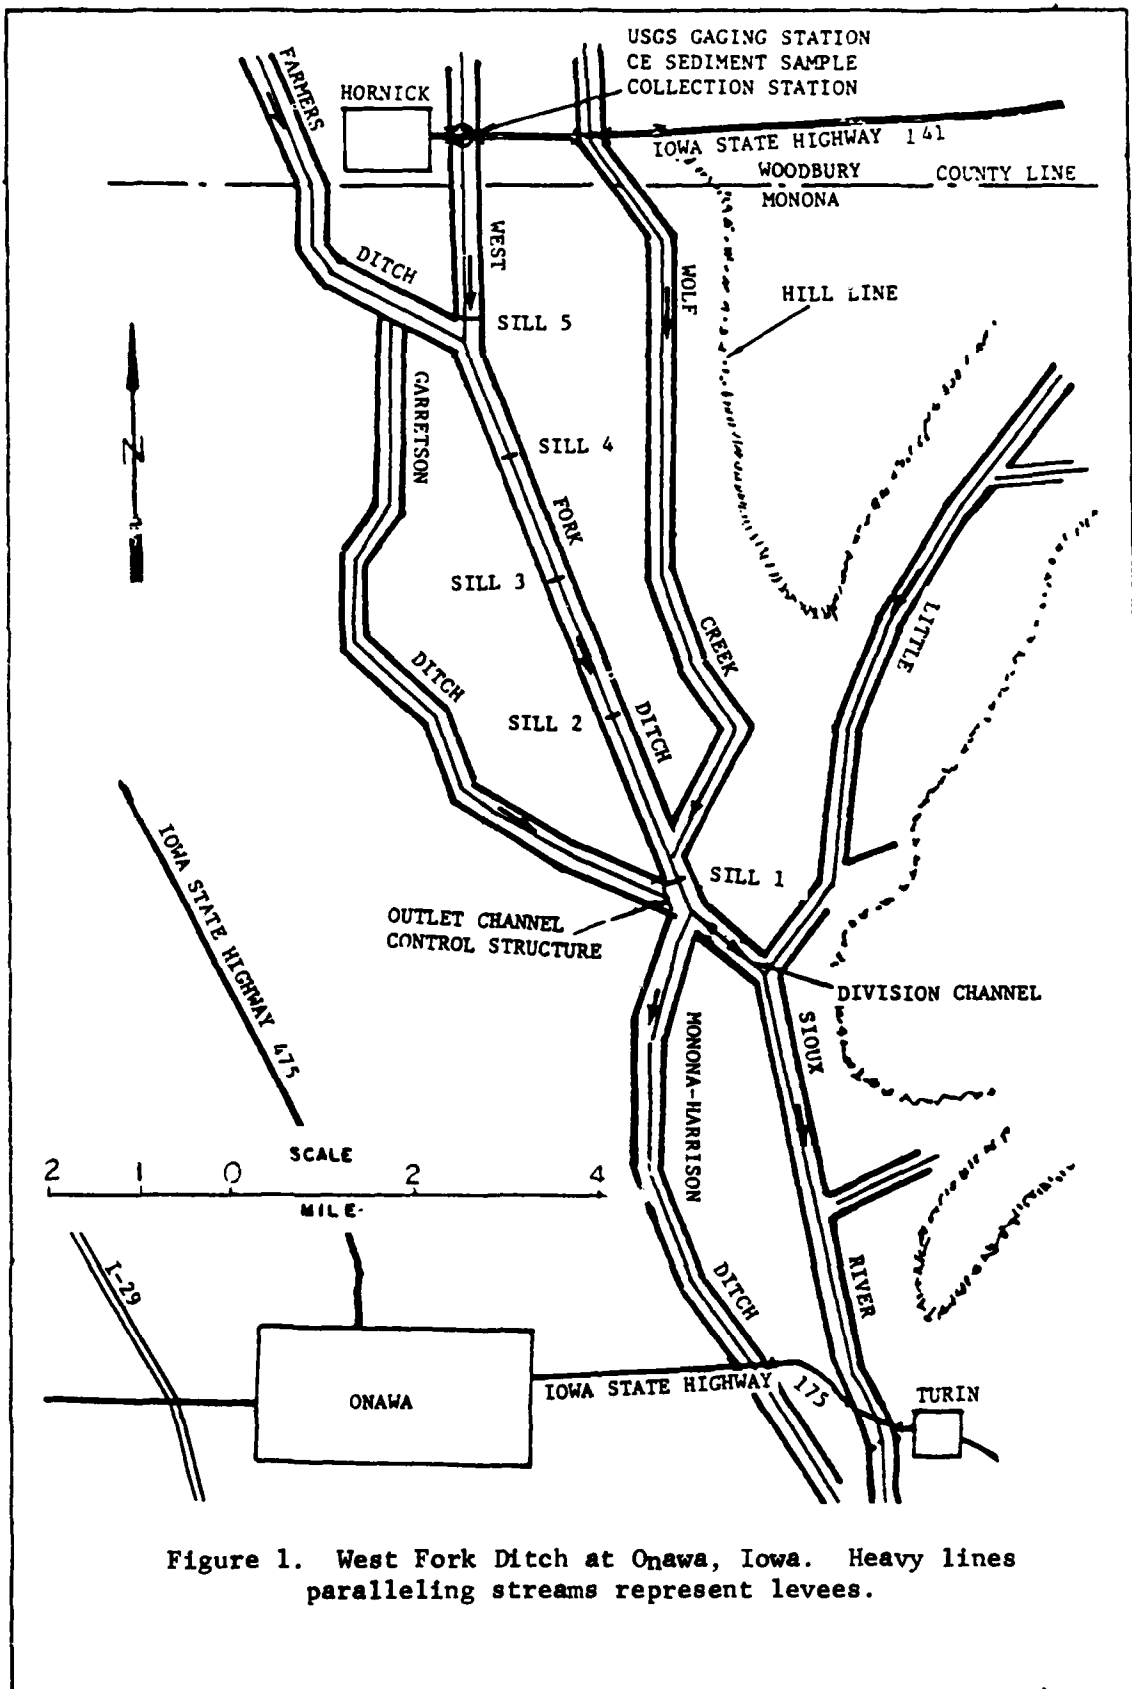 USGS GAGING STATION
CE SEDIMENT SAMPLE
COLLECTION STATION
FARMERS
HORNICK
IOWA STATE HIGHWAY 141
WOODBURY
COUNTY LINE
MONONA
WEST
DITCH
WOLF
HILL LINE
SILL 5
GARRETSON
SILL 4
FORK
SILL 3
LITTLE
CREEK
DITCH
DITCH
SILL 2
IOWA STATE HIGHWAY 475
SILL 1
OUTLET CHANNEL
CONTROL STRUCTURE
DIVISION CHANNEL
SIOUX
MONONA-HARRISON
N
SCALE
2 1 0 2 4
MILE
I-29
DITCH
RIVER
ONAWA
IOWA STATE HIGHWAY 175
TURIN
Figure 1. West Fork Ditch at Onawa, Iowa. Heavy lines
paralleling streams represent levees.